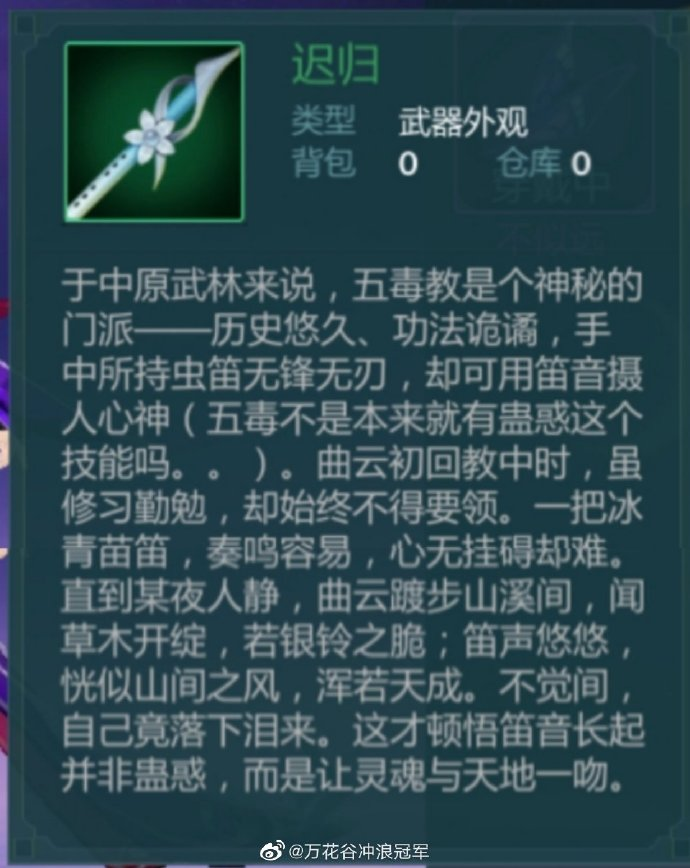 迟归
类型 武器外观
背包 0 仓库 0
于中原武林来说，五毒教是个神秘的
门派——历史悠久、功法诡谲，手
中所持虫笛无锋无刃，却可用笛音摄
人心神（五毒不是本来就有蛊惑这个
技能吗。。）。曲云初回教中时，虽
修习勤勉，却始终不得要领。一把冰
青苗笛，奏鸣容易，心无挂碍却难。
直到某夜人静，曲云踱步山溪间，闻
草木开绽，若银铃之脆；笛声悠悠，
恍似山间之风，浑若天成。不觉间，
自己竟落下泪来。这才顿悟笛音长起
并非蛊惑，而是让灵魂与天地一吻。
@万花谷冲浪冠军